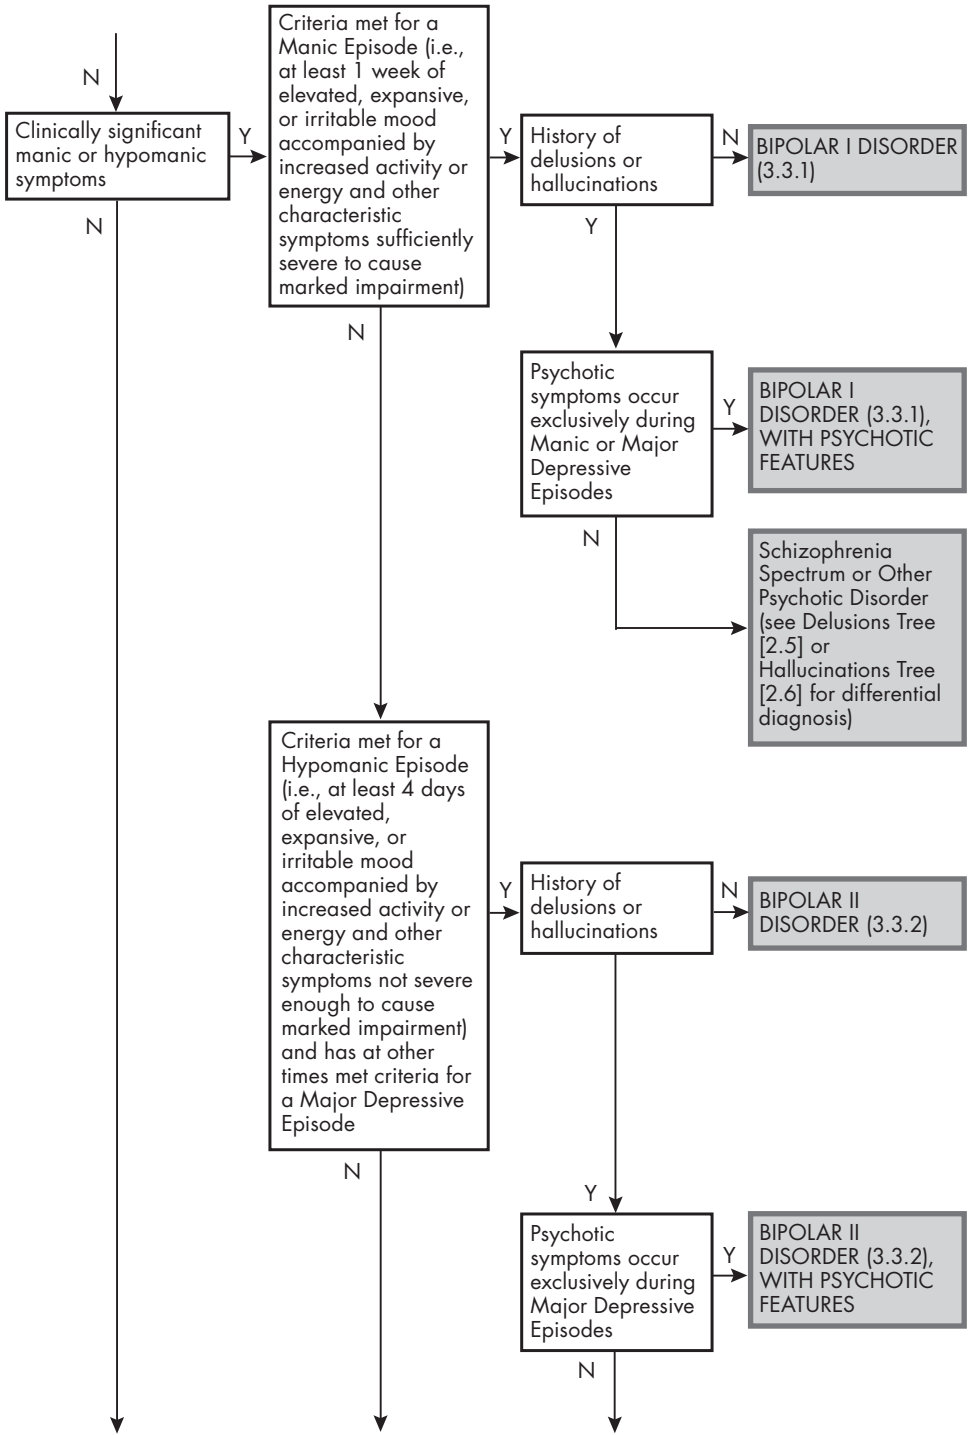 N
Clinically significant
manic or hypomanic
symptoms
Y
N
Criteria met for a
Manic Episode (i.e.,
at least 1 week of
elevated, expansive,
or irritable mood
accompanied by
increased activity or
energy and other
characteristic
symptoms sufficiently
severe to cause
marked impairment)
Y
N
History of
delusions or
hallucinations
N
Y
BIPOLAR I DISORDER
(3.3.1)
Psychotic
symptoms occur
exclusively during
Manic or Major
Depressive
Episodes
Y
N
BIPOLAR I
DISORDER (3.3.1),
WITH PSYCHOTIC
FEATURES
Schizophrenia
Spectrum or Other
Psychotic Disorder
(see Delusions Tree
[2.5] or
Hallucinations Tree
[2.6] for differential
diagnosis)
Criteria met for a
Hypomanic Episode
(i.e., at least 4 days
of elevated,
expansive, or
irritable mood
accompanied by
increased activity or
energy and other
characteristic
symptoms not severe
enough to cause
marked impairment)
and has at other
times met criteria for
a Major Depressive
Episode
Y
N
History of
delusions or
hallucinations
N
Y
BIPOLAR II
DISORDER (3.3.2)
Psychotic
symptoms occur
exclusively during
Major Depressive
Episodes
Y
N
BIPOLAR II
DISORDER (3.3.2),
WITH PSYCHOTIC
FEATURES